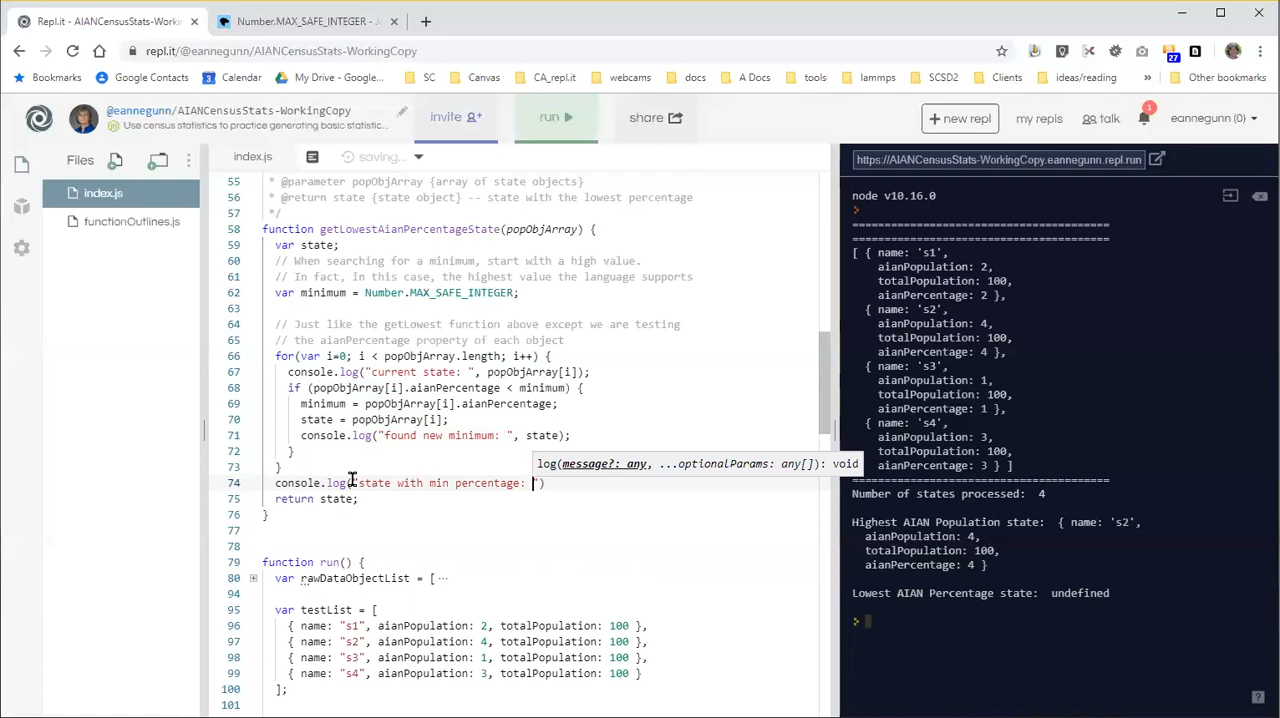 Repl.it - AIANCensusStats-WorkingCopy
Number.MAX_SAFE_INTEGER - Ja
repl.it/@eannegunn/AIANCensusStats-WorkingCopy
27
Bookmarks Google Contacts Calendar My Drive - Google... SC Canvas CA_repl.it webcams docs A Docs tools lammps SCSD2 Clients ideas/reading » Other bookmarks
@eannegunn/AIANCensusStats-WorkingCopy
Use census statistics to practice generating basic statistic...
invite
run
share
+ new repl
my repls
talk
1
eannegunn (0)
Files
index.js
functionOutlines.js
index.js
saving...
55 * @parameter popObjArray {array of state objects}
56 * @return state {state object} -- state with the lowest percentage
57 */
58 function getLowestAianPercentageState(popObjArray) {
59 var state;
60 // When searching for a minimum, start with a high value.
61 // In fact, in this case, the highest value the language supports
62 var minimum = Number.MAX_SAFE_INTEGER;
63
64 // Just like the getLowest function above except we are testing
65 // the aianPercentage property of each object
66 for(var i=0; i < popObjArray.length; i++) {
67 console.log("current state: ", popObjArray[i]);
68 if (popObjArray[i].aianPercentage < minimum) {
69 minimum = popObjArray[i].aianPercentage;
70 state = popObjArray[i];
71 console.log("found new minimum: ", state);
72 }
73 }
log(message?: any, ...optionalParams: any[]): void
74 console.log("state with min percentage: ")
75 return state;
76 }
77
78
79 function run() {
80 var rawDataObjectList = [ ...
94
95 var testList = [
96 { name: "s1", aianPopulation: 2, totalPopulation: 100 },
97 { name: "s2", aianPopulation: 4, totalPopulation: 100 },
98 { name: "s3", aianPopulation: 1, totalPopulation: 100 },
99 { name: "s4", aianPopulation: 3, totalPopulation: 100 }
100 ];
101
https://AIANCensusStats-WorkingCopy.eannegunn.repl.run
node v10.16.0
>
========================================
========================================
[ { name: 's1',
aianPopulation: 2,
totalPopulation: 100,
aianPercentage: 2 },
{ name: 's2',
aianPopulation: 4,
totalPopulation: 100,
aianPercentage: 4 },
{ name: 's3',
aianPopulation: 1,
totalPopulation: 100,
aianPercentage: 1 },
{ name: 's4',
aianPopulation: 3,
totalPopulation: 100,
aianPercentage: 3 } ]
========================================
Number of states processed: 4
Highest AIAN Population state: { name: 's2',
aianPopulation: 4,
totalPopulation: 100,
aianPercentage: 4 }
Lowest AIAN Percentage state: undefined
>
?